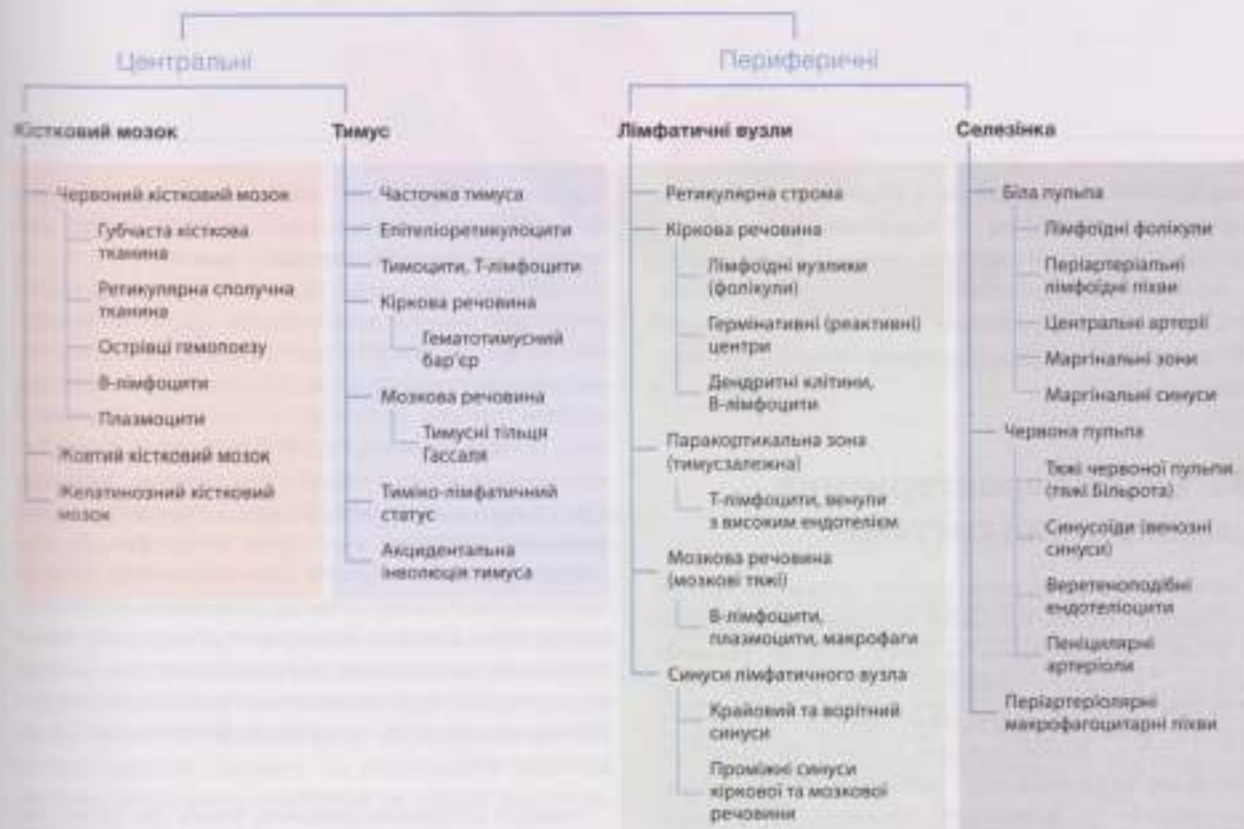 Центральні
Периферичні
Кістковий мозок
Червоний кістковий мозок
Губчаста кісткова
тканина
Ретикулярна сполучна
тканина
Острівці гемопоезу
В-лімфоцити
Плазмоцити
Жовтий кістковий мозок
Желатинозний кістковий
мозок
Тимус
Часточка тимуса
Епітеліоретикулоцити
Тимоцити, Т-лімфоцити
Кіркова речовина
Гематотимусний
бар'єр
Мозкова речовина
Тимусні тільця
Гассаля
Тиміко-лімфатичний
статус
Акцидентальна
інволюція тимуса
Лімфатичні вузли
Ретикулярна строма
Кіркова речовина
Лімфоїдні вузлики
(фолікули)
Гермінативні (реактивні)
центри
Дендритні клітини,
В-лімфоцити
Паракортикальна зона
(тимусзалежна)
Т-лімфоцити, венули
з високим ендотелієм
Мозкова речовина
(мозкові тяжі)
В-лімфоцити,
плазмоцити, макрофаги
Синуси лімфатичного вузла
Крайовий та ворітний
синуси
Проміжні синуси
кіркової та мозкової
речовини
Селезінка
Біла пульпа
Лімфоїдні фолікули
Періартеріальні
лімфоїдні піхви
Центральні артерії
Маргінальні зони
Маргінальні синуси
Червона пульпа
Тяжі червоної пульпи
(тяжі Більрота)
Синусоїди (венозні
синуси)
Веретеноподібні
ендотеліоцити
Пеніцилярні
артеріоли
Періартеріолярні
макрофагоцитарні піхви